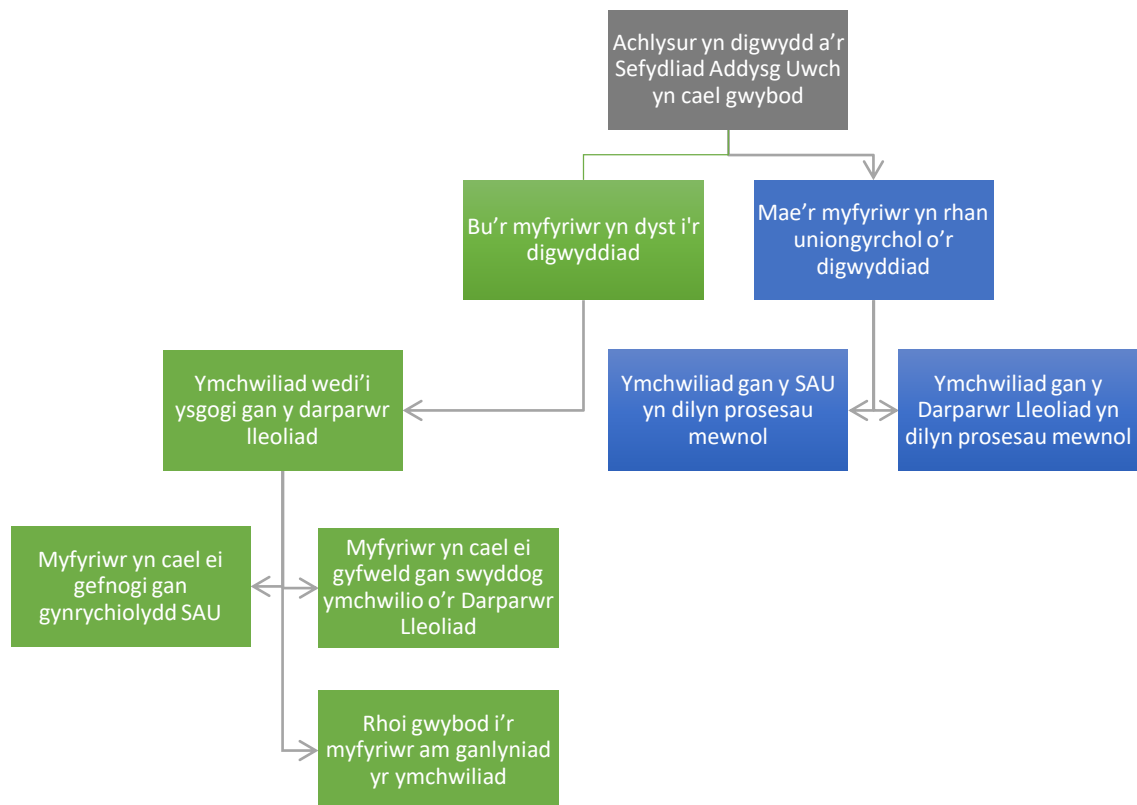 Achlysur yn digwydd a’r
Sefydliad Addysg Uwch
yn cael gwybod
Bu’r myfyriwr yn dyst i'r
digwyddiad
Mae’r myfyriwr yn rhan
uniongyrchol o’r
digwyddiad
Ymchwiliad wedi’i
ysgogi gan y darparwr
lleoliad
Ymchwiliad gan y SAU
yn dilyn prosesau
mewnol
Ymchwiliad gan y
Darparwr Lleoliad yn
dilyn prosesau mewnol
Myfyriwr yn cael ei
gefnogi gan
gynrychiolydd SAU
Myfyriwr yn cael ei
gyfweld gan swyddog
ymchwilio o’r Darparwr
Lleoliad
Rhoi gwybod i’r
myfyriwr am ganlyniad
yr ymchwiliad